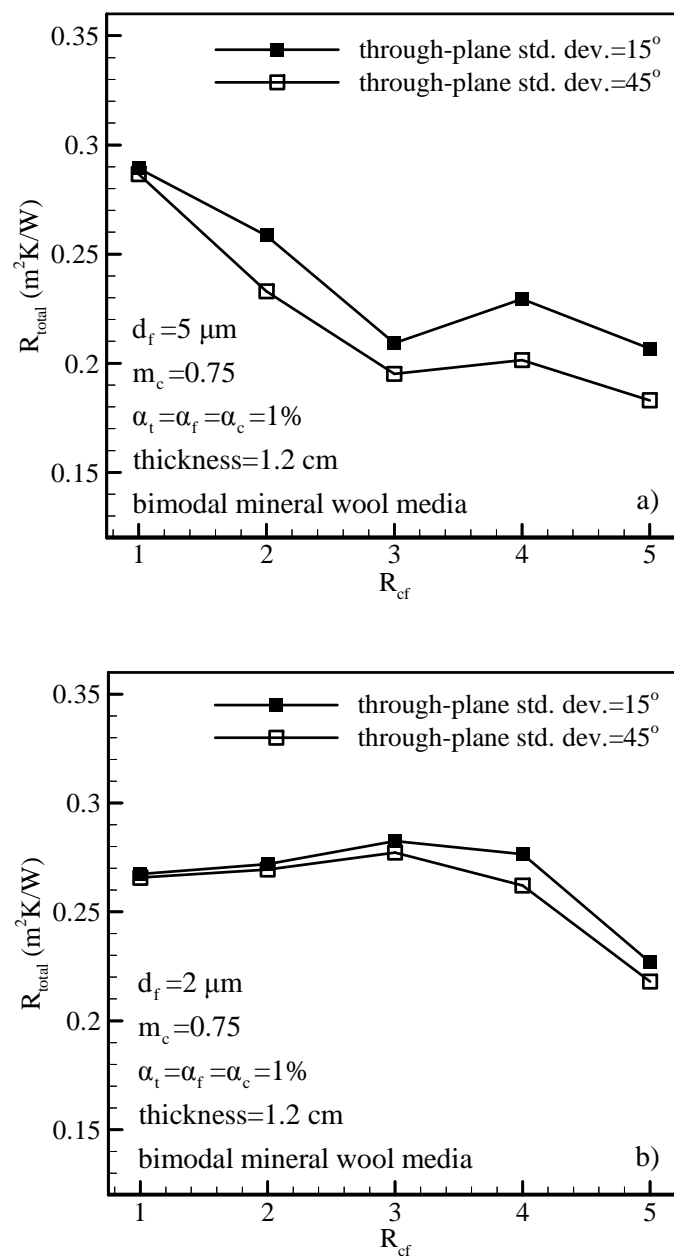 0.35
through-plane std. dev.=15°
through-plane std. dev.=45°
0.3
0.25
R_total (m²K/W)
0.2
0.15
d_f =5 μm
m_c =0.75
α_t =α_f =α_c =1%
thickness=1.2 cm
bimodal mineral wool media
a)
1 2 3 4 5
R_cf
0.35
through-plane std. dev.=15°
through-plane std. dev.=45°
0.3
0.25
R_total (m²K/W)
0.2
0.15
d_f =2 μm
m_c =0.75
α_t =α_f =α_c =1%
thickness=1.2 cm
bimodal mineral wool media
b)
1 2 3 4 5
R_cf